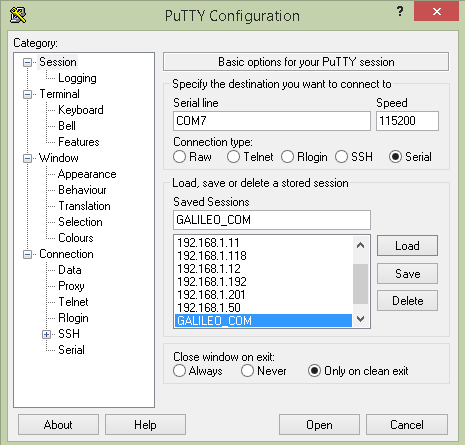 PuTTY Configuration
? ×
Category:
Session
Logging
Terminal
Keyboard
Bell
Features
Window
Appearance
Behaviour
Translation
Selection
Colours
Connection
Data
Proxy
Telnet
Rlogin
SSH
Serial
Basic options for your PuTTY session
Specify the destination you want to connect to
Serial line Speed
COM7 115200
Connection type:
Raw Telnet Rlogin SSH Serial
Load, save or delete a stored session
Saved Sessions
GALILEO_COM
192.168.1.11
192.168.1.118
192.168.1.12
192.168.1.192
192.168.1.201
192.168.1.50
GALILEO_COM
Load
Save
Delete
Close window on exit:
Always Never Only on clean exit
About Help Open Cancel